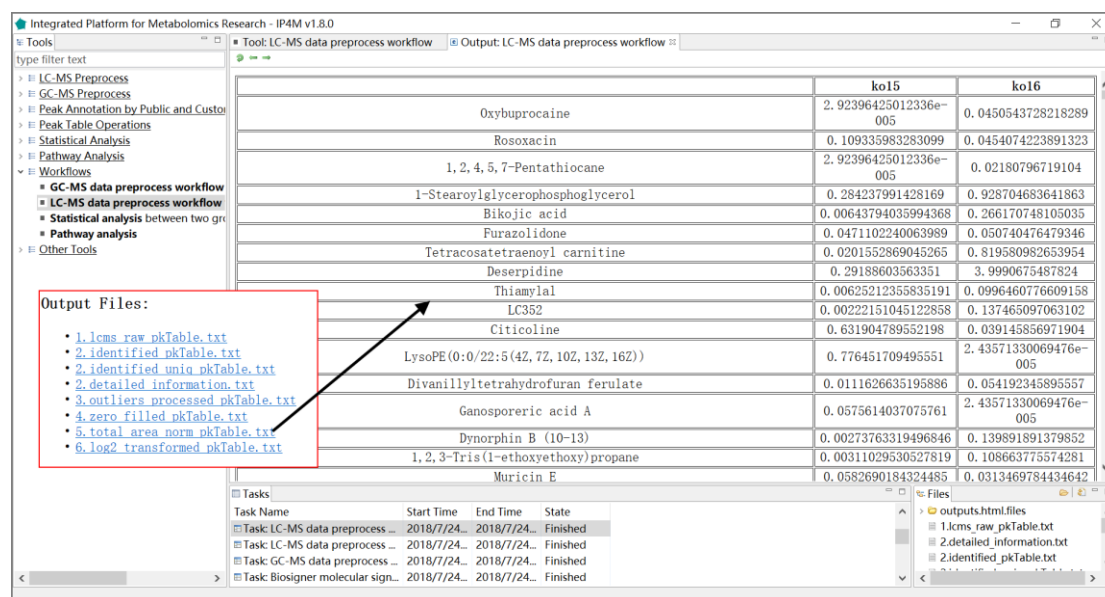 Integrated Platform for Metabolomics Research - IP4M v1.8.0
Tools
type filter text
LC-MS Preprocess
GC-MS Preprocess
Peak Annotation by Public and Custo
Peak Table Operations
Statistical Analysis
Pathway Analysis
Workflows
GC-MS data preprocess workflow
LC-MS data preprocess workflow
Statistical analysis between two gro
Pathway analysis
Other Tools
Tool: LC-MS data preprocess workflow Output: LC-MS data preprocess workflow
ko15 ko16
Oxybuprocaine 2.92396425012336e-005 0.0450543728218289
Rosoxacin 0.109335983283099 0.0454074223891323
1,2,4,5,7-Pentathiocane 2.92396425012336e-005 0.02180796719104
1-Stearoylglycerophosphoglycerol 0.284237991428169 0.928704683641863
Bikojic acid 0.00643794035994368 0.266170748105035
Furazolidone 0.0471102240063989 0.050740476479346
Tetracosatetraenoyl carnitine 0.0201552869045265 0.819580982653954
Deserpidine 0.29188603563351 3.9990675487824
Thiamylal 0.00625212355835191 0.0996460776609158
LC352 0.00222151045122858 0.137465097063102
Citicoline 0.631904789552198 0.039145856971904
LysoPE(0:0/22:5(4Z,7Z,10Z,13Z,16Z)) 0.776451709495551 2.43571330069476e-005
Divanillyltetrahydrofuran ferulate 0.0111626635195886 0.054192345895557
Ganosporeric acid A 0.0575614037075761 2.43571330069476e-005
Dynorphin B (10-13) 0.00273763319496846 0.139891891379852
1,2,3-Tris(1-ethoxyethoxy)propane 0.00311029530527819 0.108663775574281
Muricin E 0.0582690184324485 0.0313469784434642
Output Files:
1.lcms_raw_pkTable.txt
2.identified_pkTable.txt
2.identified_uniq_pkTable.txt
2.detailed_information.txt
3.outliers_processed_pkTable.txt
4.zero_filled_pkTable.txt
5.total_area_norm_pkTable.txt
6.log2_transformed_pkTable.txt
Tasks
Task Name Start Time End Time State
Task: LC-MS data preprocess ... 2018/7/24... 2018/7/24... Finished
Task: LC-MS data preprocess ... 2018/7/24... 2018/7/24... Finished
Task: GC-MS data preprocess ... 2018/7/24... 2018/7/24... Finished
Task: Biosigner molecular sign... 2018/7/24... 2018/7/24... Finished
Files
outputs.html.files
1.lcms_raw_pkTable.txt
2.detailed_information.txt
2.identified_pkTable.txt